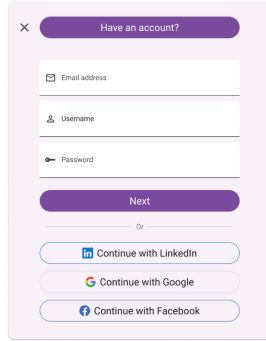 Have an account?
Email address
Username
Password
Next
Or
Continue with LinkedIn
Continue with Google
Continue with Facebook